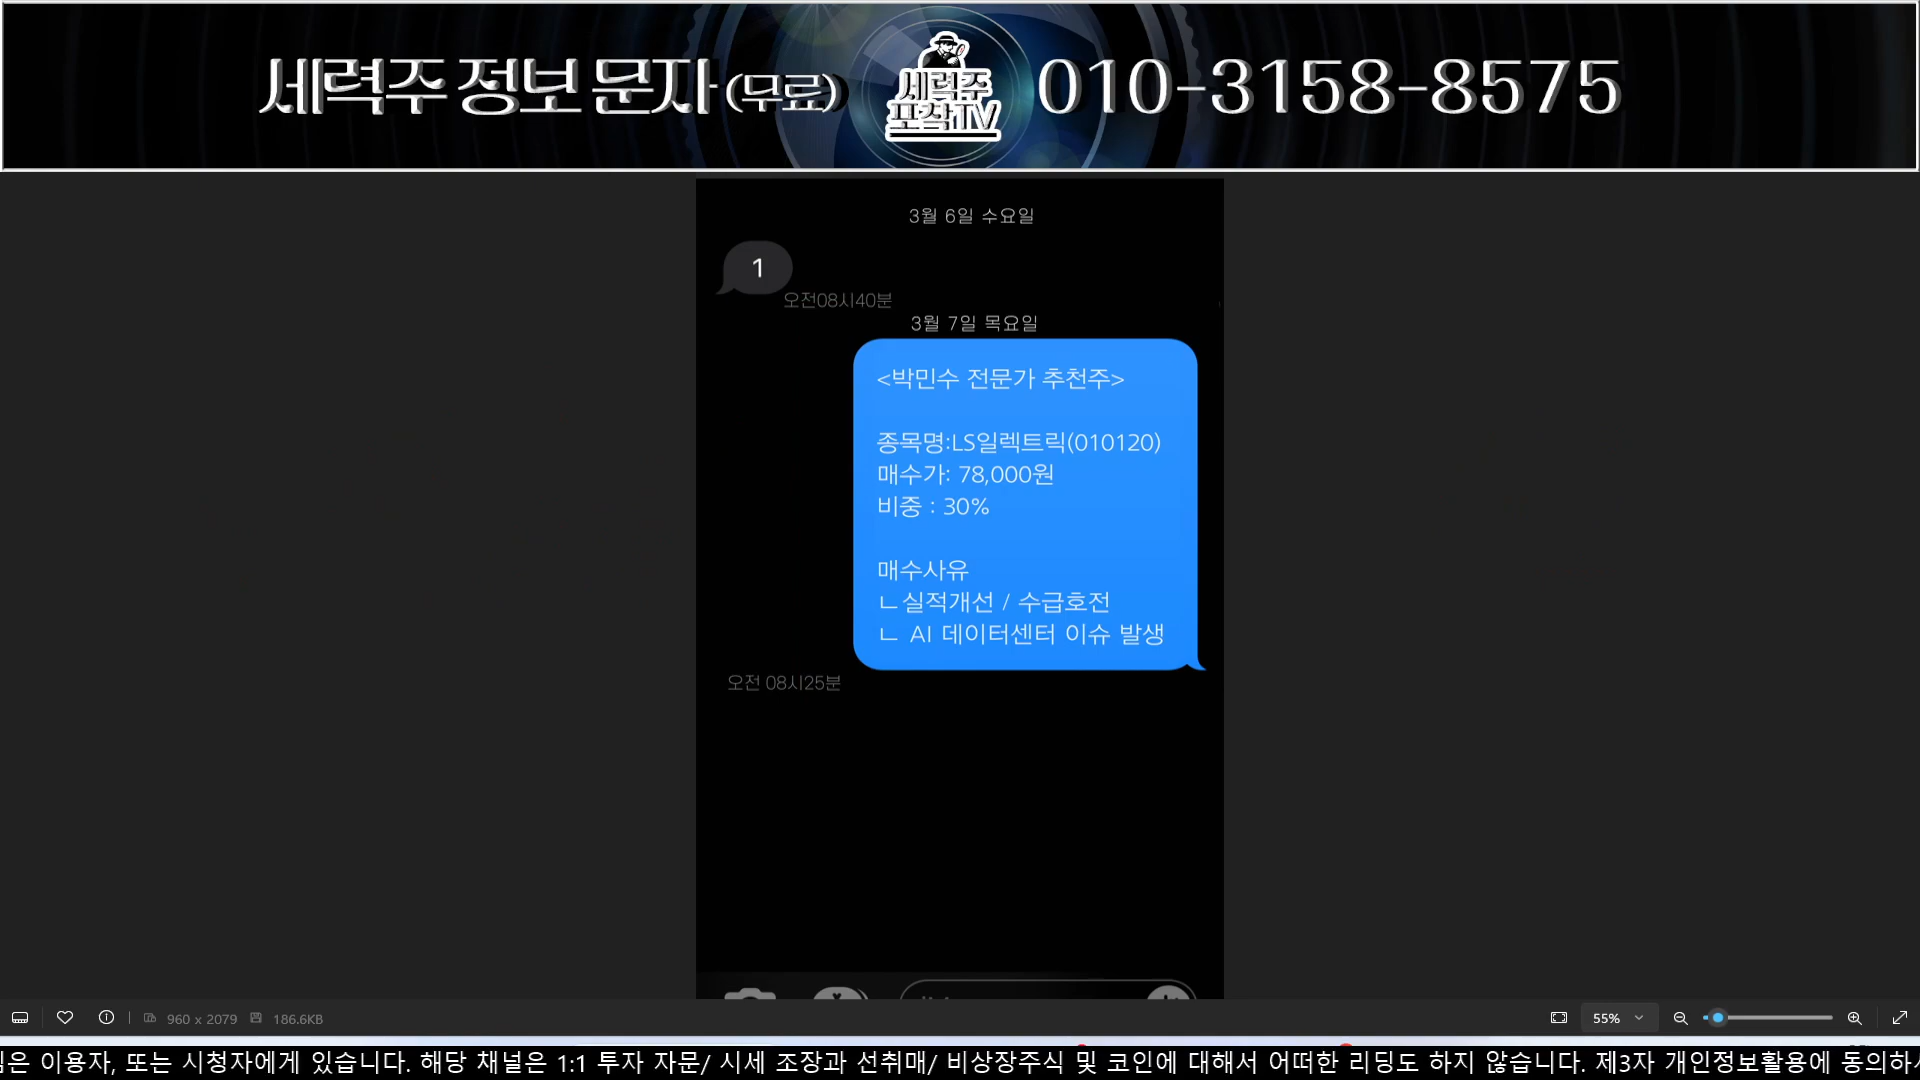 세력주 정보 문자 (무료)
세력주
포착TV
010-3158-8575
3월 6일 수요일
1
오전08시40분
3월 7일 목요일
<박민수 전문가 추천주>
종목명:LS일렉트릭(010120)
매수가: 78,000원
비중 : 30%
매수사유
ㄴ실적개선 / 수급호전
ㄴ AI 데이터센터 이슈 발생
오전 08시25분
960 x 2079
186.6KB
55%
은 이용자, 또는 시청자에게 있습니다. 해당 채널은 1:1 투자 자문/ 시세 조장과 선취매/ 비상장주식 및 코인에 대해서 어떠한 리딩도 하지 않습니다. 제3자 개인정보활용에 동의하